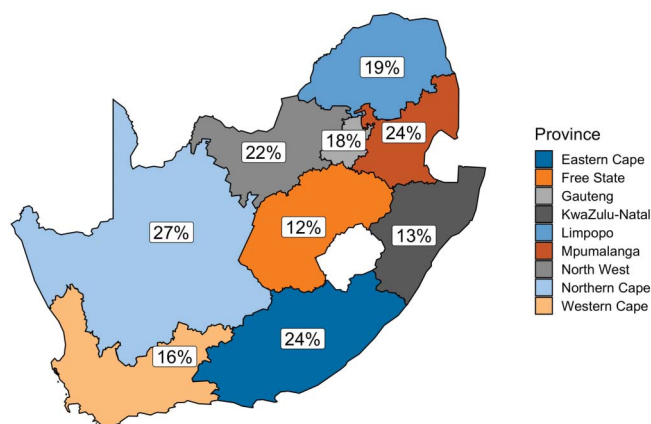 19%
18%
24%
22%
27%
12%
13%
16%
24%
Province
Eastern Cape
Free State
Gauteng
KwaZulu-Natal
Limpopo
Mpumalanga
North West
Northern Cape
Western Cape